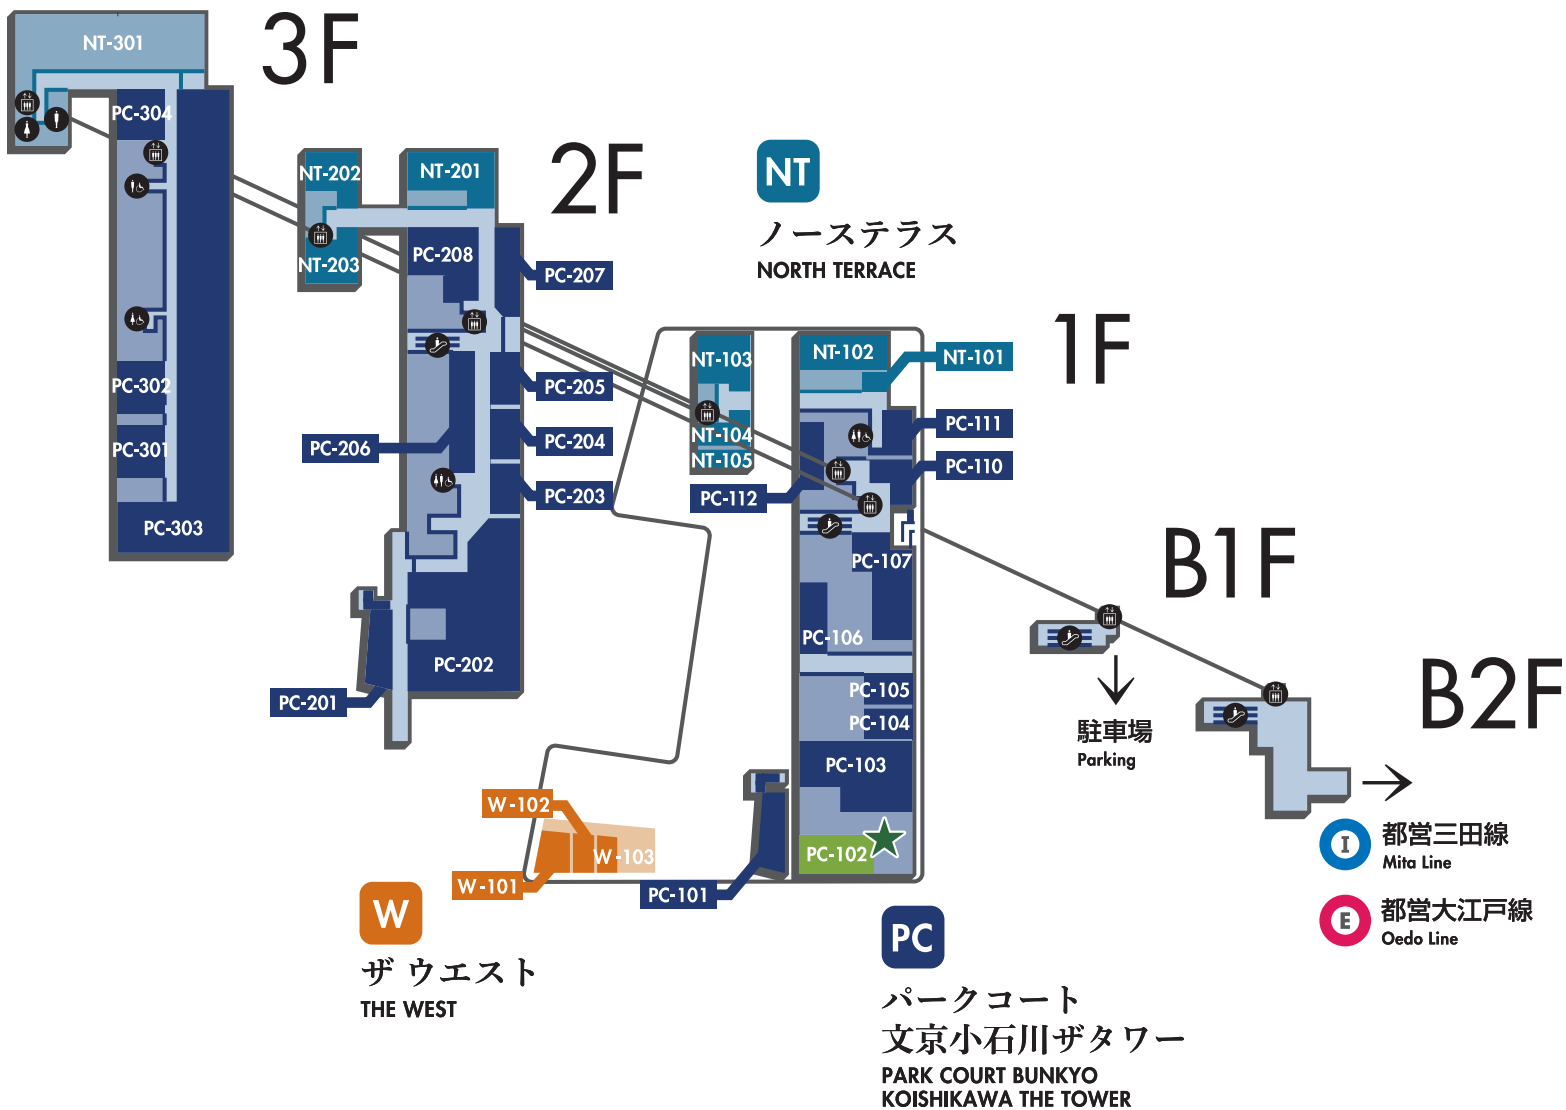 3F
NT-301
PC-304
PC-302
PC-301
PC-303
2F
NT-202
NT-201
NT-203
PC-208
PC-207
PC-205
PC-206
PC-204
PC-203
PC-202
PC-201
NT
ノーステラス
NORTH TERRACE
1F
NT-103
NT-102
NT-101
NT-104
NT-105
PC-111
PC-110
PC-112
PC-107
PC-106
PC-105
PC-104
PC-103
PC-102
PC-101
W-102
W-103
W-101
W
ザ ウエスト
THE WEST
PC
パークコート
文京小石川ザタワー
PARK COURT BUNKYO
KOISHIKAWA THE TOWER
B1F
駐車場
Parking
B2F
I
都営三田線
Mita Line
E
都営大江戸線
Oedo Line